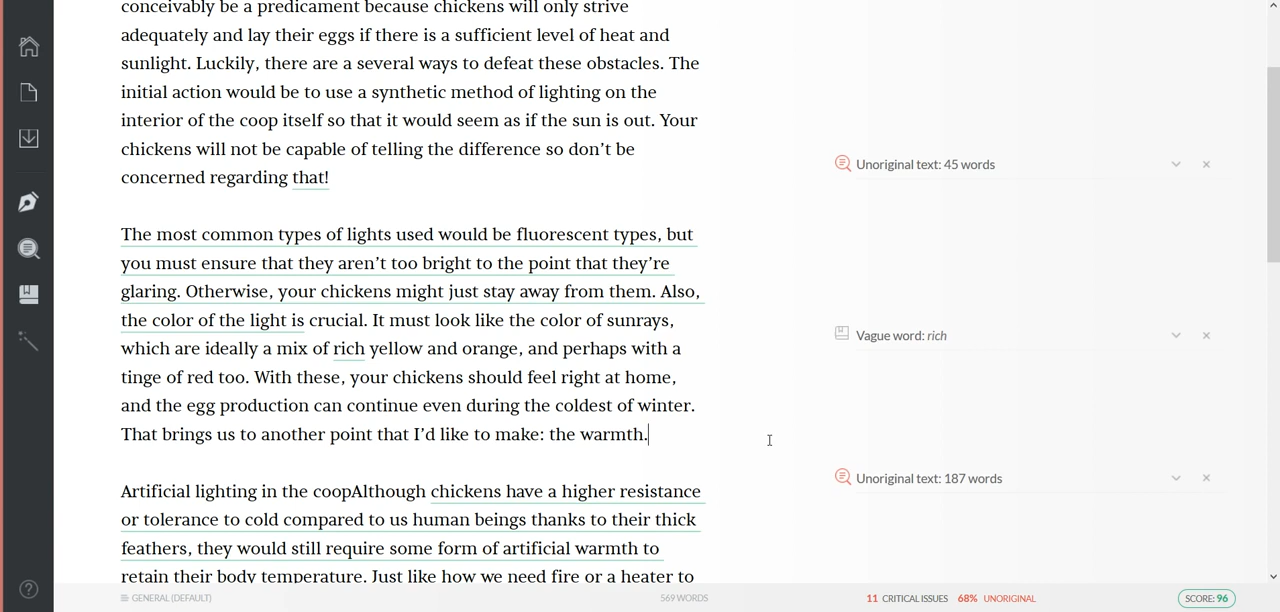 conceivably be a predicament because chickens will only strive
adequately and lay their eggs if there is a sufficient level of heat and
sunlight. Luckily, there are a several ways to defeat these obstacles. The
initial action would be to use a synthetic method of lighting on the
interior of the coop itself so that it would seem as if the sun is out. Your
chickens will not be capable of telling the difference so don’t be
concerned regarding that!
Unoriginal text: 45 words
The most common types of lights used would be fluorescent types, but
you must ensure that they aren’t too bright to the point that they’re
glaring. Otherwise, your chickens might just stay away from them. Also,
the color of the light is crucial. It must look like the color of sunrays,
which are ideally a mix of rich yellow and orange, and perhaps with a
tinge of red too. With these, your chickens should feel right at home,
and the egg production can continue even during the coldest of winter.
That brings us to another point that I’d like to make: the warmth.
Vague word: rich
Artificial lighting in the coopAlthough chickens have a higher resistance
or tolerance to cold compared to us human beings thanks to their thick
feathers, they would still require some form of artificial warmth to
retain their body temperature. Just like how we need fire or a heater to
Unoriginal text: 187 words
GENERAL (DEFAULT)
569 WORDS
11 CRITICAL ISSUES
68% UNORIGINAL
SCORE: 96